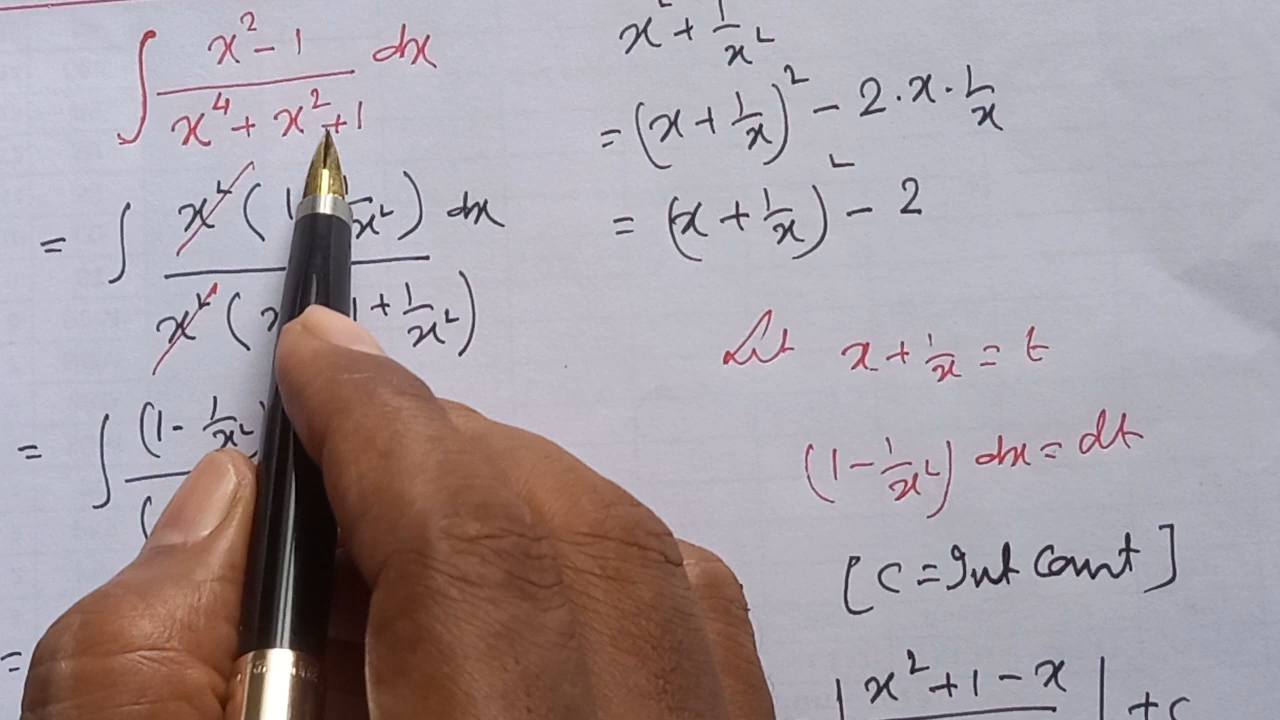 ∫ (x² - 1)/(x⁴ + x² + 1) dx
= ∫ x² (1 1/x²) dx / x² ( 1 + 1/x²)
= ∫ (1 - 1/x²) / (
=
x² + 1/x²
= (x + 1/x)² - 2·x·1/x
= (x + 1/x)² - 2
Let x + 1/x = t
(1 - 1/x²) dx = dt
[C = Int Const]
| x² + 1 - x | + c